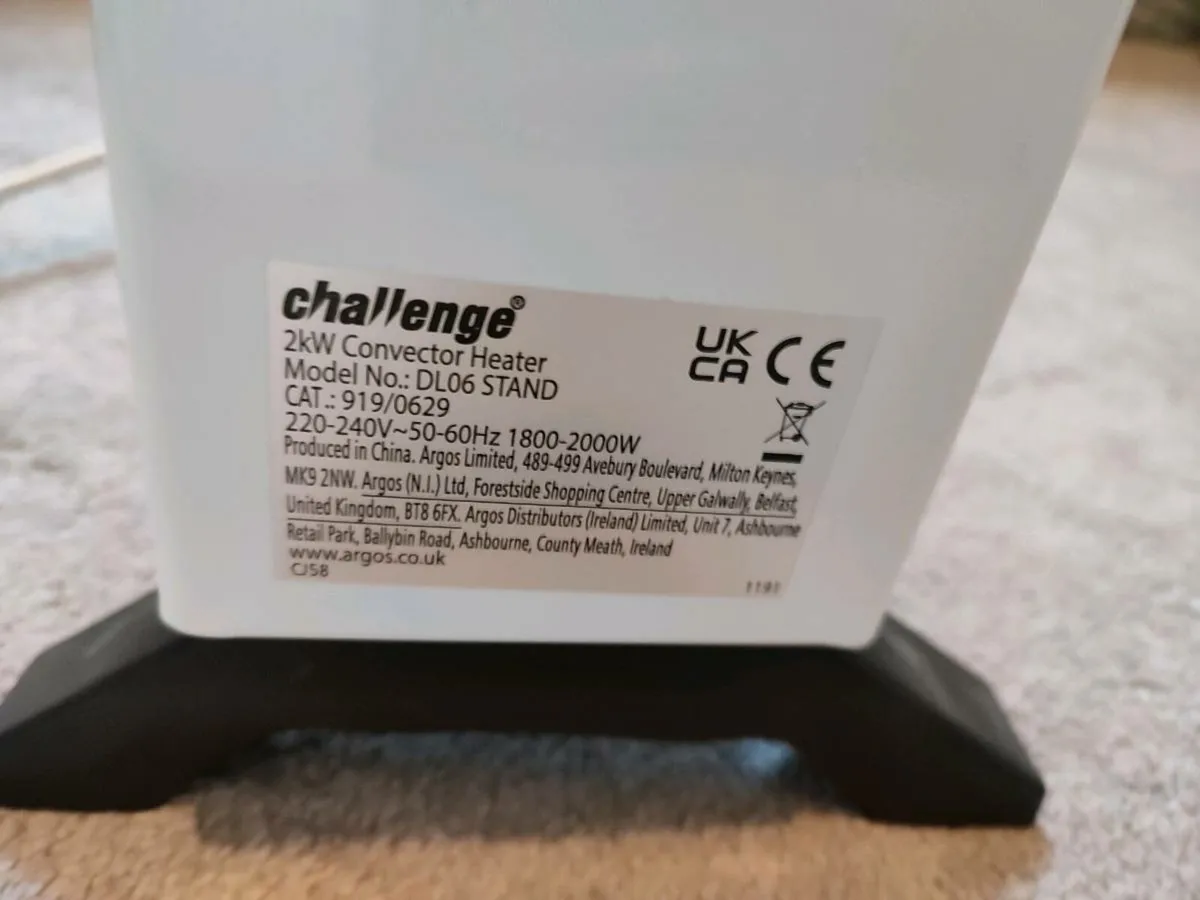 challenge®
2kW Convector Heater
Model No.: DL06 STAND
CAT.: 919/0629
220-240V~50-60Hz 1800-2000W
Produced in China. Argos Limited, 489-499 Avebury Boulevard, Milton Keynes,
MK9 2NW. Argos (N.I.) Ltd, Forestside Shopping Centre, Upper Galwally, Belfast,
United Kingdom, BT8 6FX. Argos Distributors (Ireland) Limited, Unit 7, Ashbourne
Retail Park, Ballybin Road, Ashbourne, County Meath, Ireland
www.argos.co.uk
CJ58
1191
UK
CA
CE